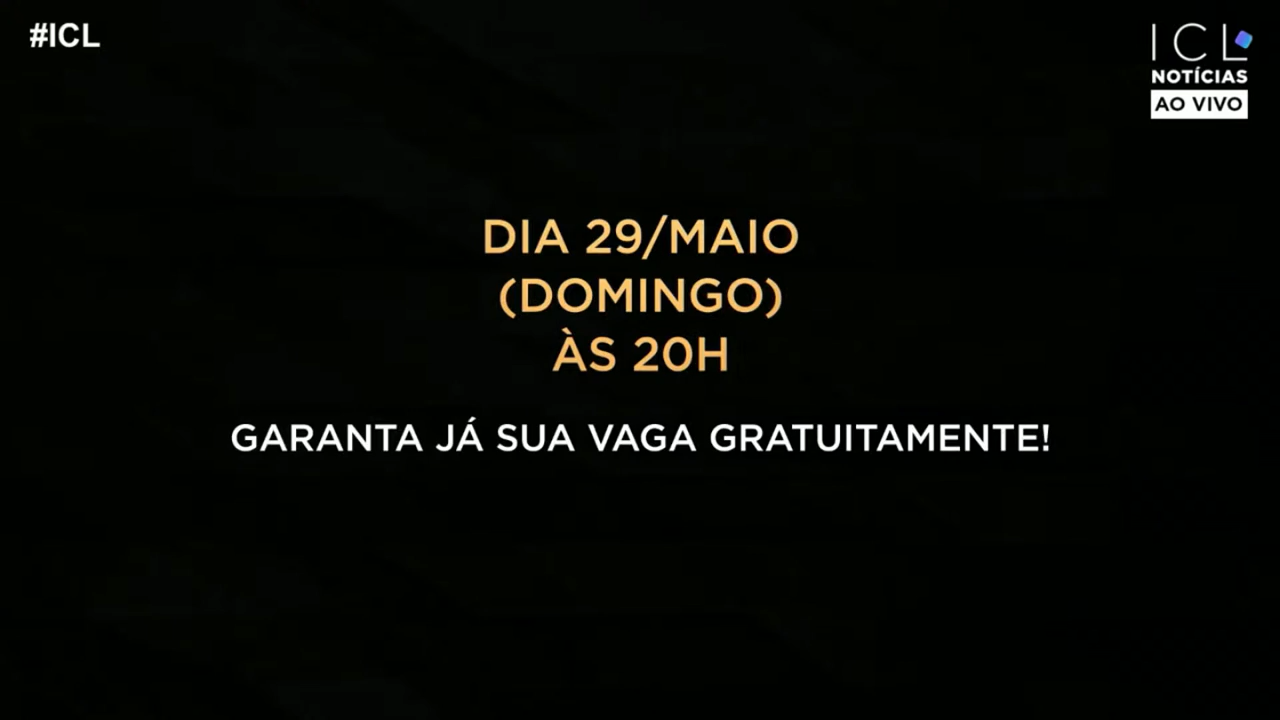 #ICL
ICL
NOTÍCIAS
AO VIVO
DIA 29/MAIO
(DOMINGO)
ÀS 20H
GARANTA JÁ SUA VAGA GRATUITAMENTE!